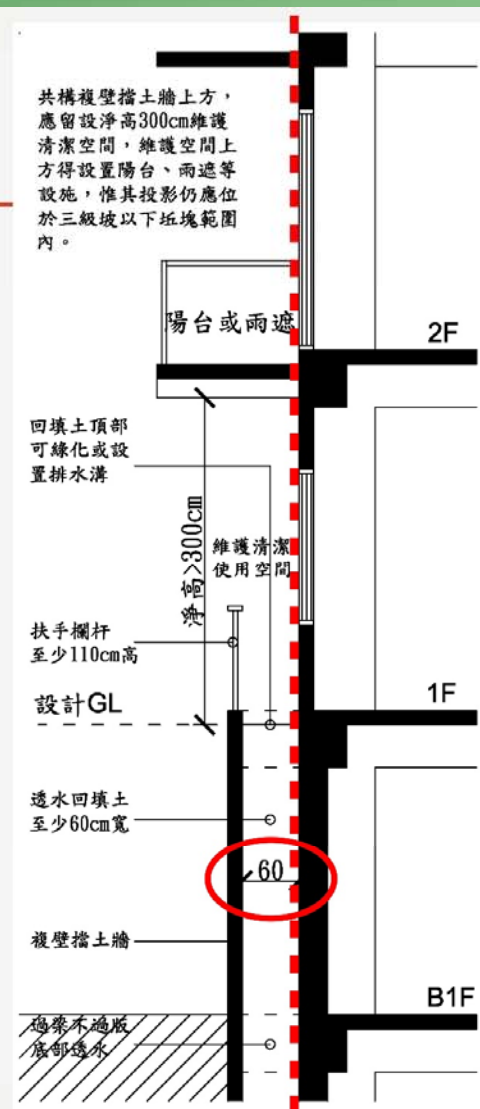 共構複壁擋土牆上方，
應留設淨高300cm維護
清潔空間，維護空間上
方得設置陽台、雨遮等
設施，惟其投影仍應位
於三級坡以下坵塊範圍
內。
陽台或雨遮
2F
回填土頂部
可綠化或設
置排水溝
淨高>300cm
維護清潔
使用空間
扶手欄杆
至少110cm高
1F
設計GL
透水回填土
至少60cm寬
60
複壁擋土牆
B1F
過梁不過版
底部透水